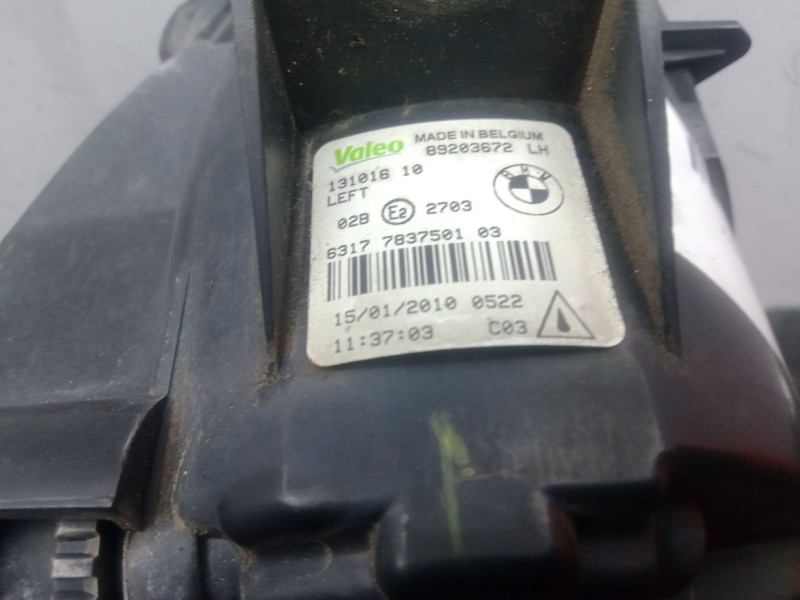 Valeo MADE IN BELGIUM
89203672 LH
131016 10
LEFT
BMW
02B E2 2703
6317 7837501 03
15/01/2010 0522
11:37:03 C03